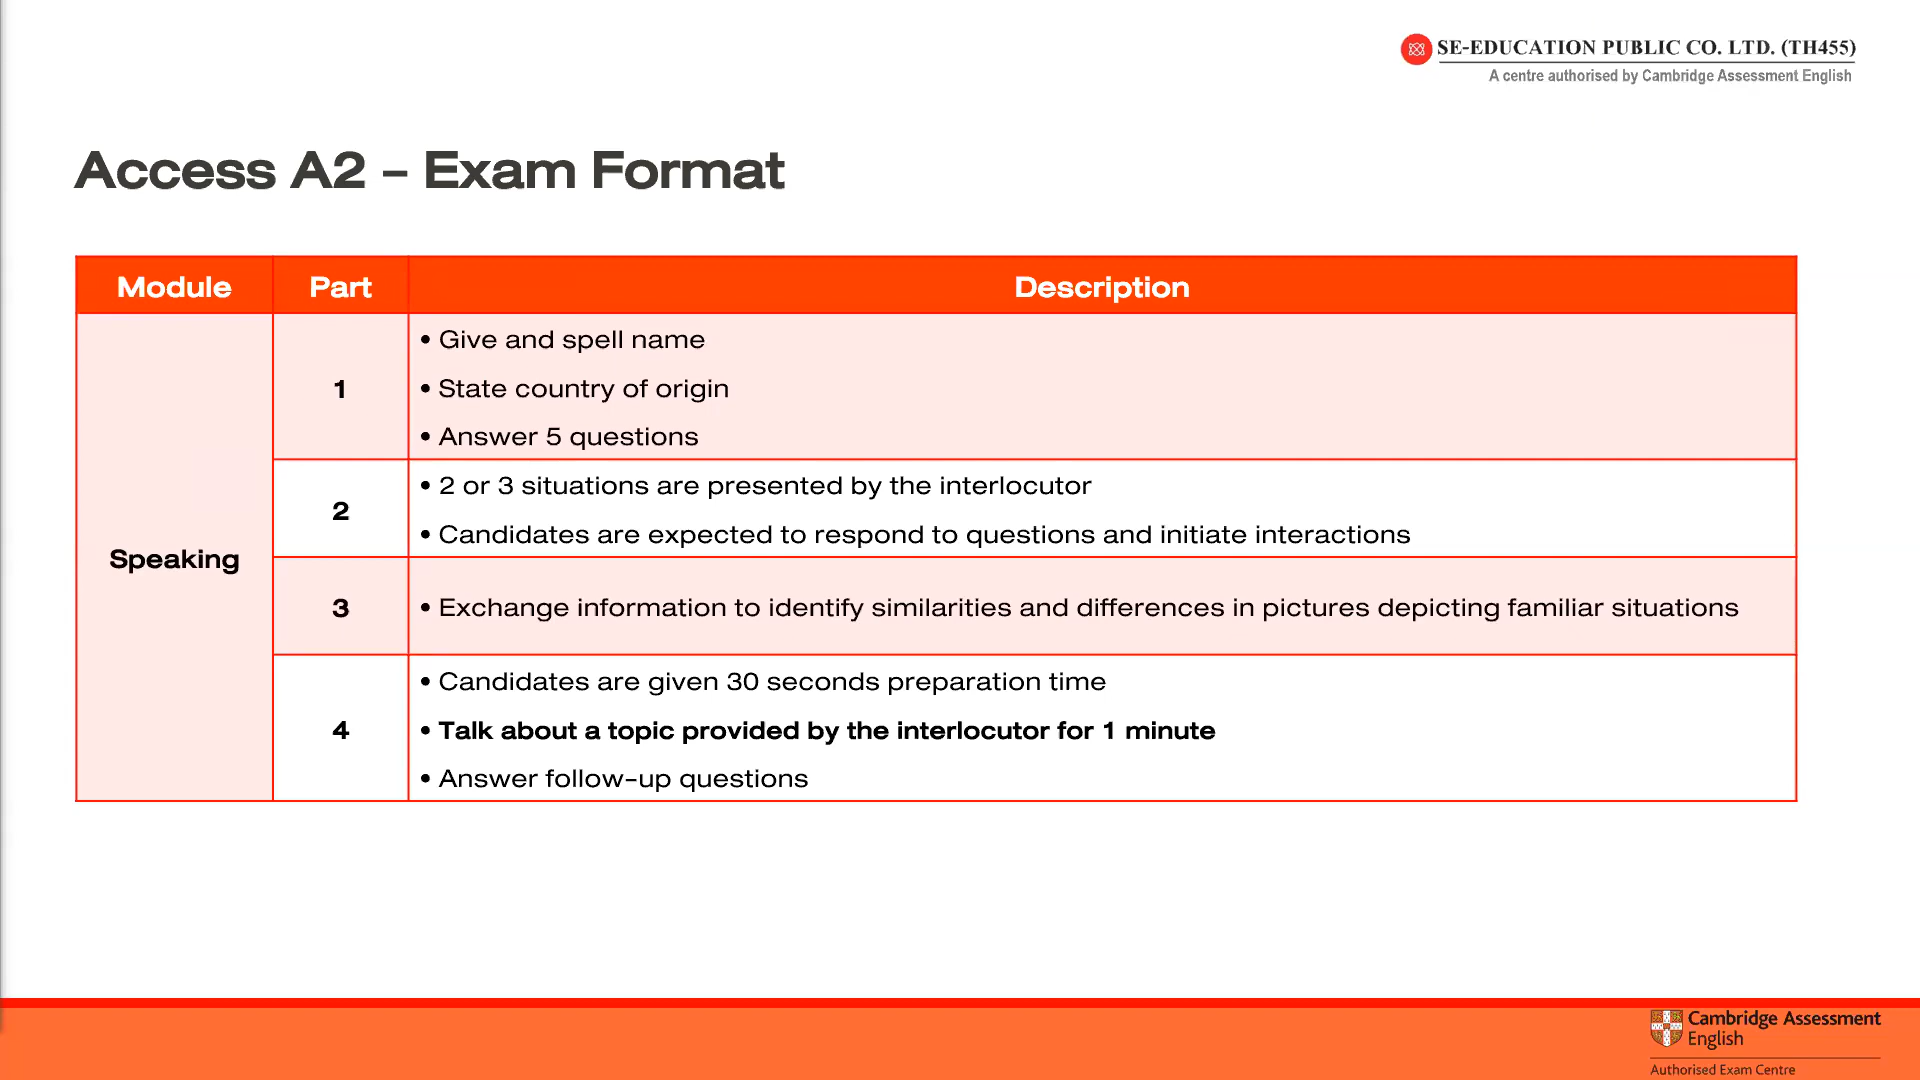 SE-EDUCATION PUBLIC CO. LTD. (TH455)
A centre authorised by Cambridge Assessment English
Access A2 – Exam Format
Module Part Description
Speaking
1
• Give and spell name
• State country of origin
• Answer 5 questions
2
• 2 or 3 situations are presented by the interlocutor
• Candidates are expected to respond to questions and initiate interactions
3
• Exchange information to identify similarities and differences in pictures depicting familiar situations
4
• Candidates are given 30 seconds preparation time
• Talk about a topic provided by the interlocutor for 1 minute
• Answer follow-up questions
Cambridge Assessment
English
Authorised Exam Centre